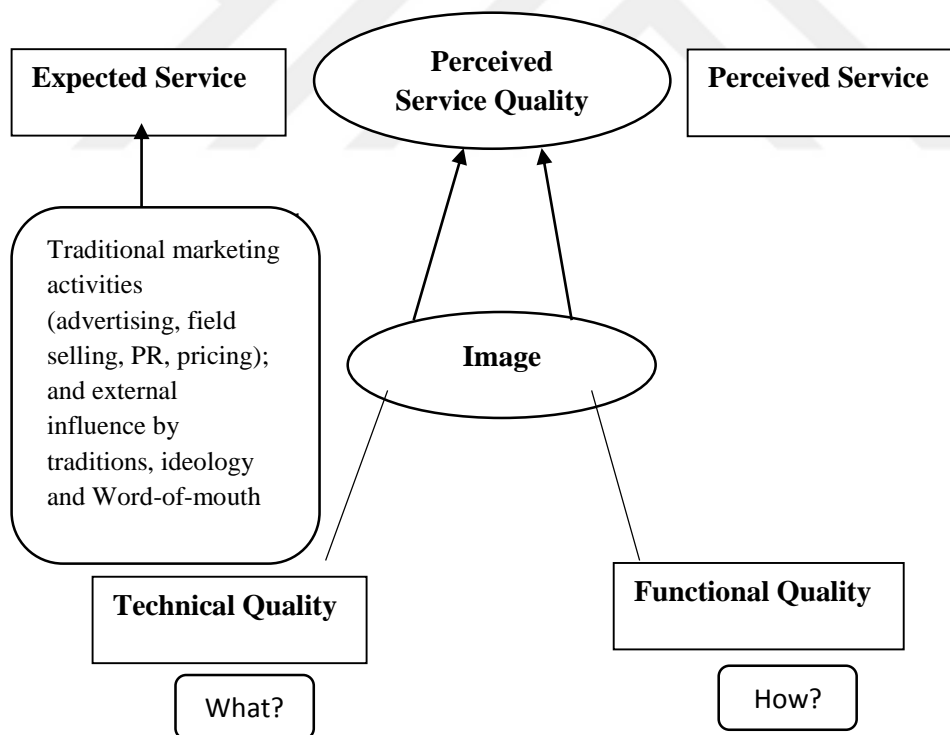 Expected Service
Perceived
Service Quality
Perceived Service
Traditional marketing
activities
(advertising, field
selling, PR, pricing);
and external
influence by
traditions, ideology
and Word-of-mouth
Image
Technical Quality
Functional Quality
What?
How?